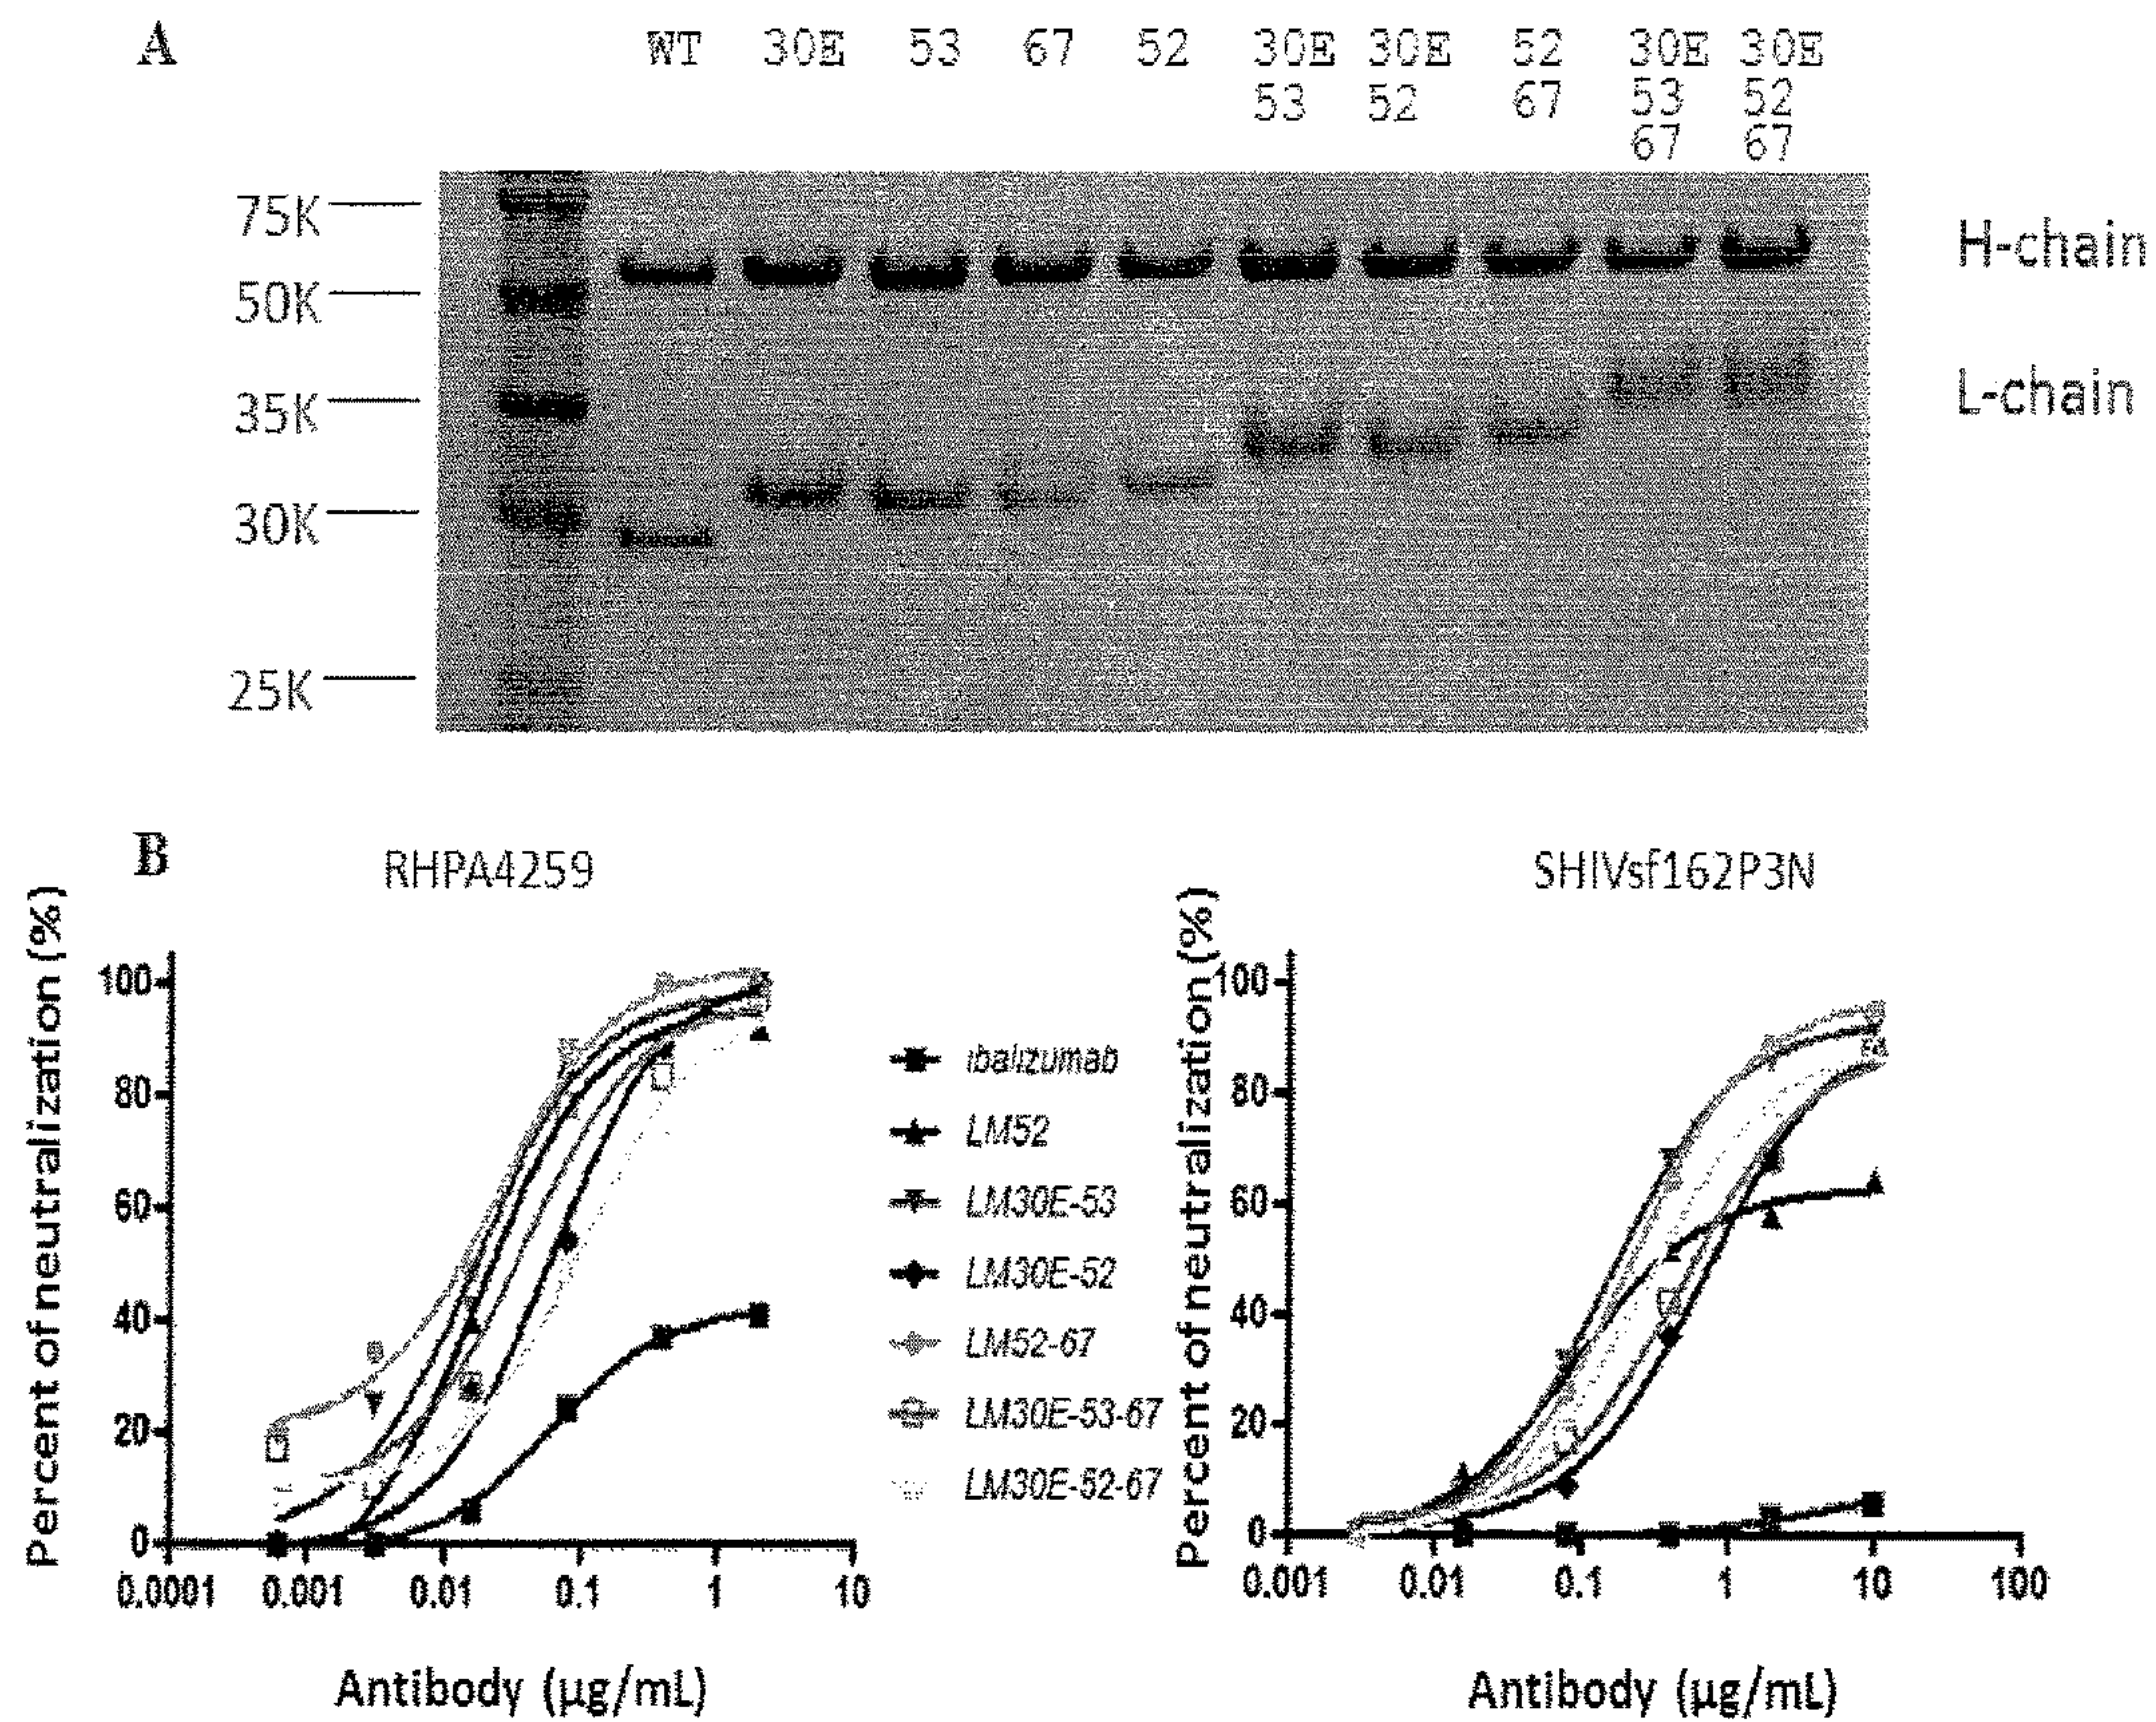 A
WT 30E 53 67 52 30E 30E 52 30E 30E
53 52 67 53 52
67 67
75K
50K
35K
30K
25K
H-chain
L-chain
B
RHPA4259
SHIVsf162P3N
Percent of neutralization (%)
100
80
60
40
20
0
0.0001 0.001 0.01 0.1 1 10
Antibody (µg/mL)
ibalizumab
LM52
LM30E-53
LM30E-52
LM52-67
LM30E-53-67
LM30E-52-67
Percent of neutralization (%)
100
80
60
40
20
0
0.001 0.01 0.1 1 10 100
Antibody (µg/mL)